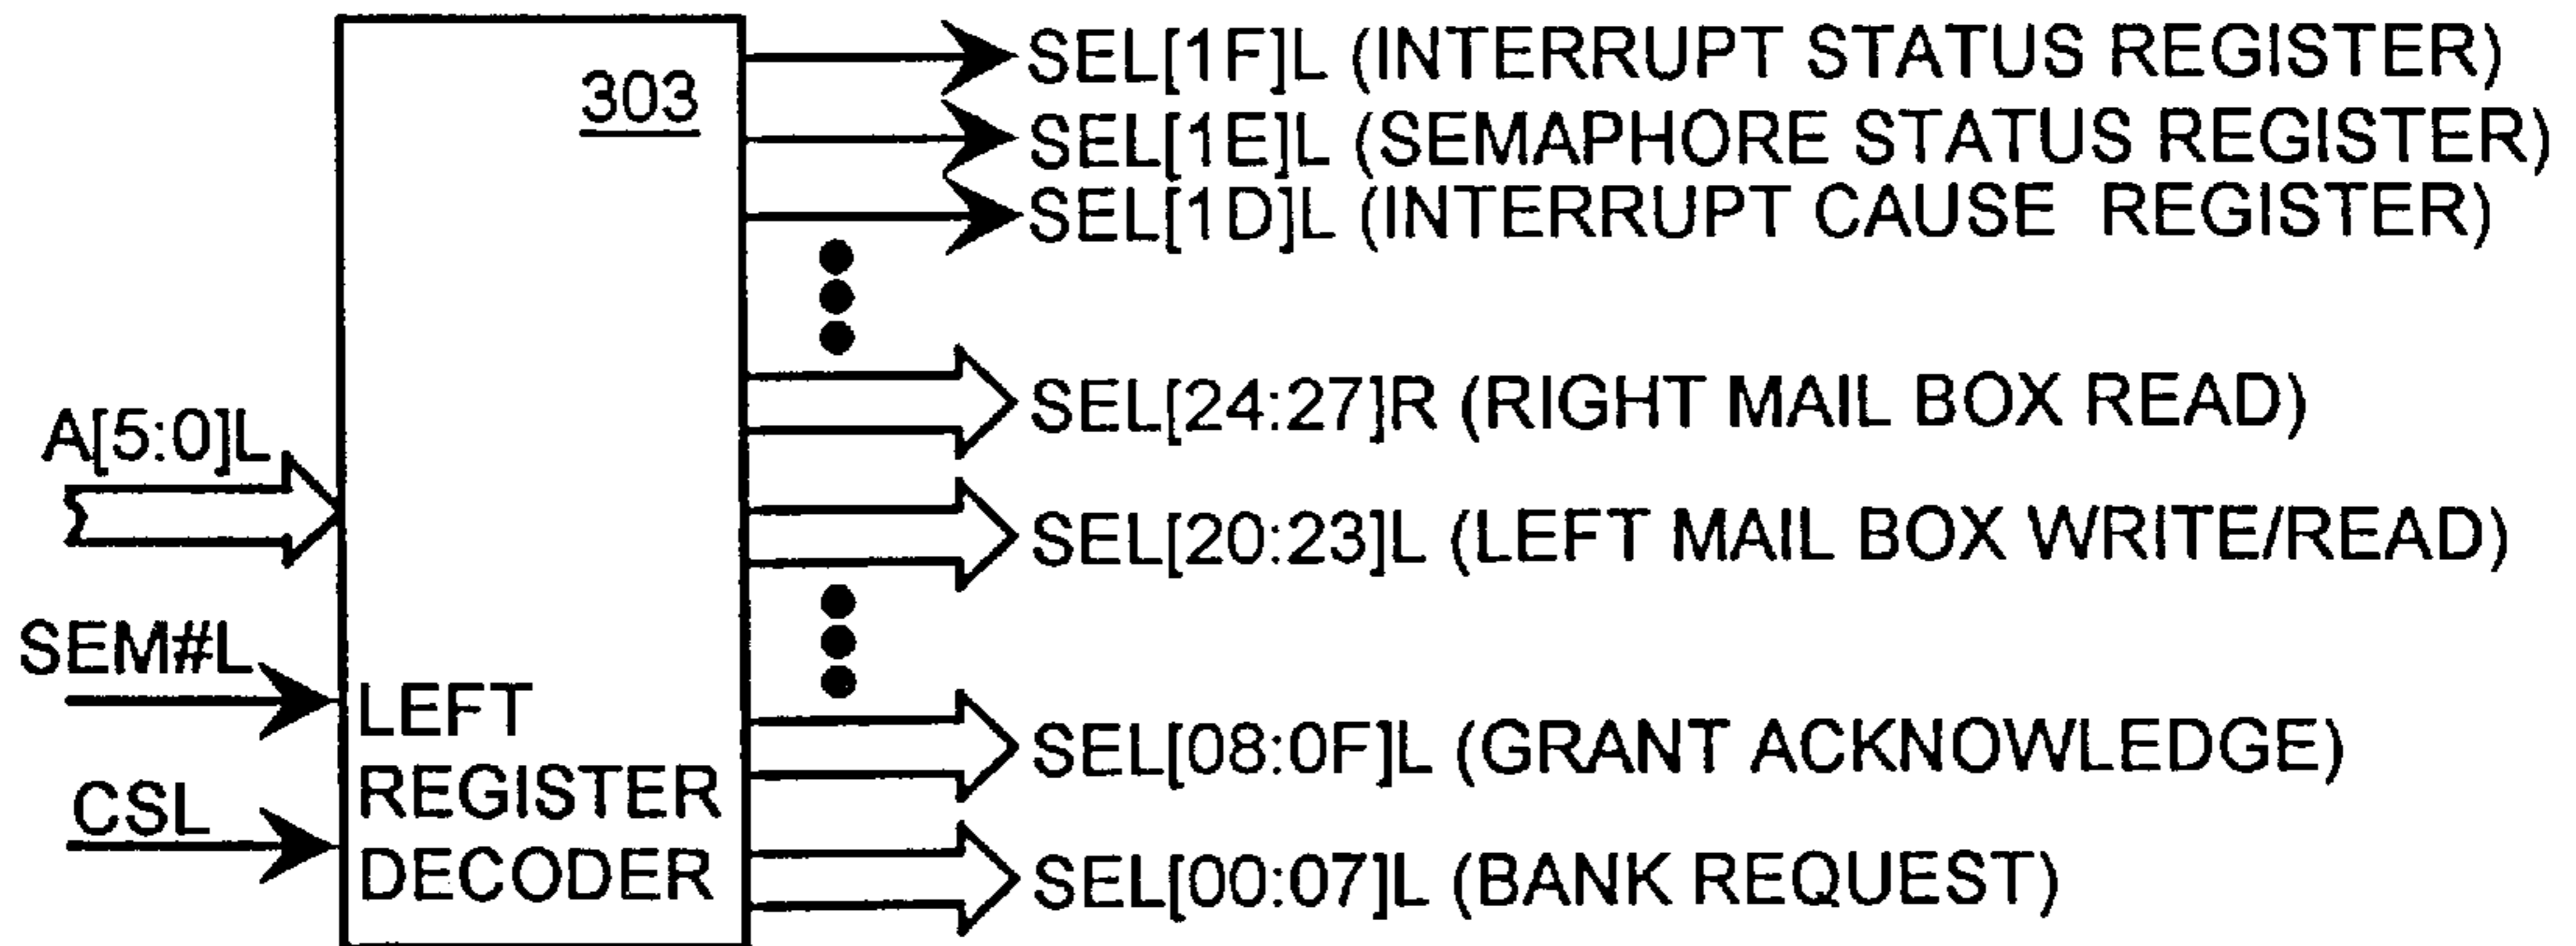 303
SEL[1F]L (INTERRUPT STATUS REGISTER)
SEL[1E]L (SEMAPHORE STATUS REGISTER)
SEL[1D]L (INTERRUPT CAUSE REGISTER)
SEL[24:27]R (RIGHT MAIL BOX READ)
A[5:0]L
SEL[20:23]L (LEFT MAIL BOX WRITE/READ)
SEM#L
LEFT
REGISTER
DECODER
SEL[08:0F]L (GRANT ACKNOWLEDGE)
CSL
SEL[00:07]L (BANK REQUEST)